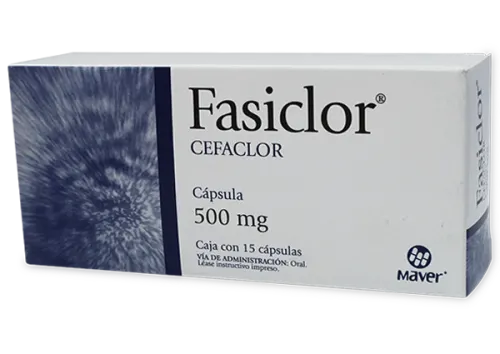 Fasiclor®
CEFACLOR
Cápsula
500 mg
Caja con 15 cápsulas
VÍA DE ADMINISTRACIÓN: Oral.
Léase instructivo impreso.
Maver®